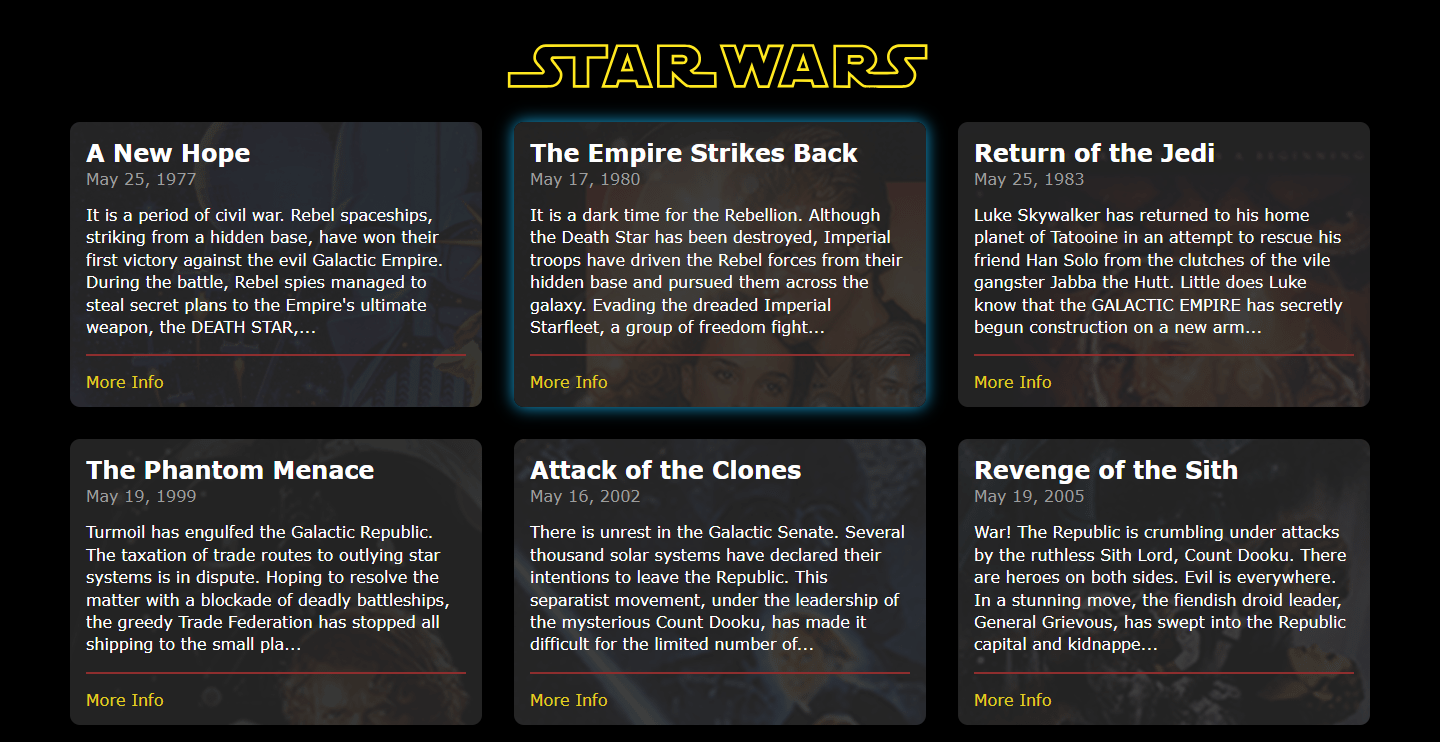 STAR WARS
A New Hope
May 25, 1977
It is a period of civil war. Rebel spaceships,
striking from a hidden base, have won their
first victory against the evil Galactic Empire.
During the battle, Rebel spies managed to
steal secret plans to the Empire's ultimate
weapon, the DEATH STAR,...
More Info
The Empire Strikes Back
May 17, 1980
It is a dark time for the Rebellion. Although
the Death Star has been destroyed, Imperial
troops have driven the Rebel forces from their
hidden base and pursued them across the
galaxy. Evading the dreaded Imperial
Starfleet, a group of freedom fight...
More Info
Return of the Jedi
May 25, 1983
Luke Skywalker has returned to his home
planet of Tatooine in an attempt to rescue his
friend Han Solo from the clutches of the vile
gangster Jabba the Hutt. Little does Luke
know that the GALACTIC EMPIRE has secretly
begun construction on a new arm...
More Info
The Phantom Menace
May 19, 1999
Turmoil has engulfed the Galactic Republic.
The taxation of trade routes to outlying star
systems is in dispute. Hoping to resolve the
matter with a blockade of deadly battleships,
the greedy Trade Federation has stopped all
shipping to the small pla...
More Info
Attack of the Clones
May 16, 2002
There is unrest in the Galactic Senate. Several
thousand solar systems have declared their
intentions to leave the Republic. This
separatist movement, under the leadership of
the mysterious Count Dooku, has made it
difficult for the limited number of...
More Info
Revenge of the Sith
May 19, 2005
War! The Republic is crumbling under attacks
by the ruthless Sith Lord, Count Dooku. There
are heroes on both sides. Evil is everywhere.
In a stunning move, the fiendish droid leader,
General Grievous, has swept into the Republic
capital and kidnappe...
More Info